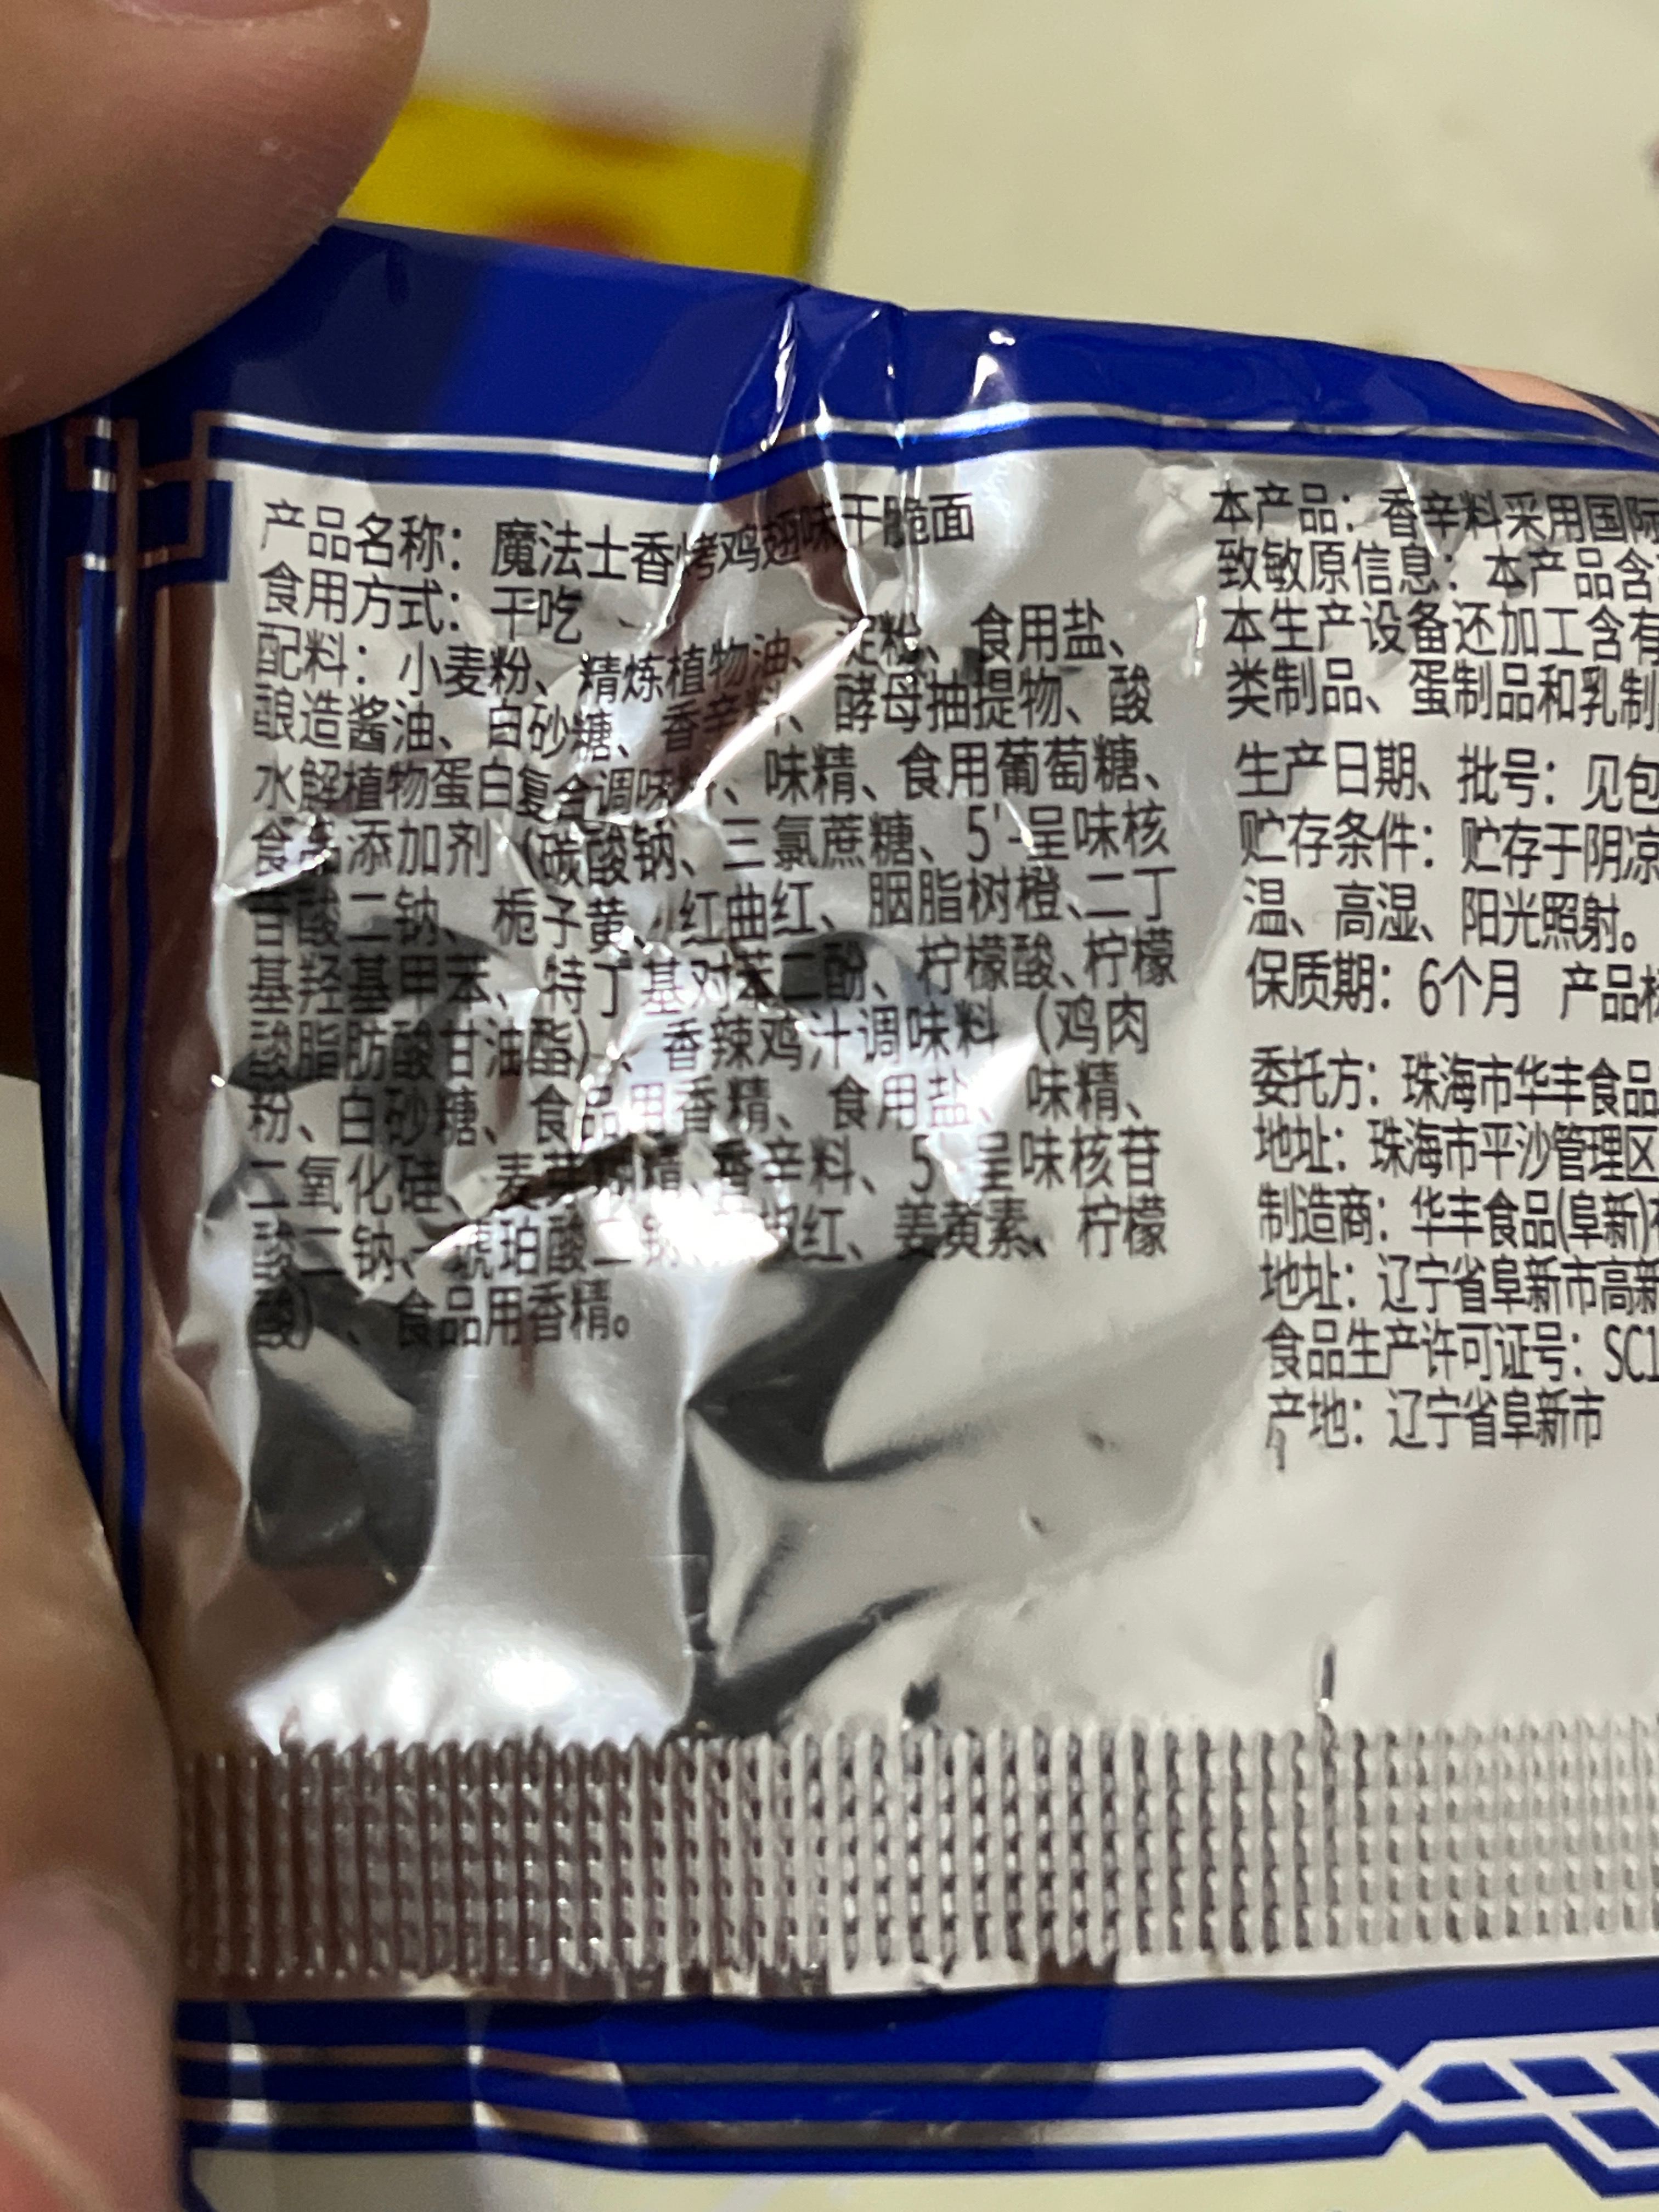 产品名称：魔法士香烤鸡翅味干脆面
食用方式：干吃
配料：小麦粉、精炼植物油、淀粉、食用盐、
酿造酱油、白砂糖、香辛料、酵母抽提物、酸
水解植物蛋白复合调味料、味精、食用葡萄糖、
食品添加剂（碳酸钠、三氯蔗糖、5'-呈味核
苷酸二钠、栀子黄、红曲红、胭脂树橙、二丁
基羟基甲苯、特丁基对苯二酚、柠檬酸、柠檬
酸脂肪酸甘油酯）、香辣鸡汁调味料（鸡肉
粉、白砂糖、食品用香精、食用盐、味精、
二氧化硅、麦芽糊精、香辛料、5'-呈味核苷
酸二钠、琥珀酸二钠、椒红、姜黄素、柠檬
酸）、食品用香精。
本产品：香辛料采用国际
致敏原信息：本产品含
本生产设备还加工含有
类制品、蛋制品和乳制
生产日期、批号：见包
贮存条件：贮存于阴凉
温、高湿、阳光照射。
保质期：6个月 产品标
委托方：珠海市华丰食品
地址：珠海市平沙管理区
制造商：华丰食品(阜新)有
地址：辽宁省阜新市高新
食品生产许可证号：SC1
产地：辽宁省阜新市